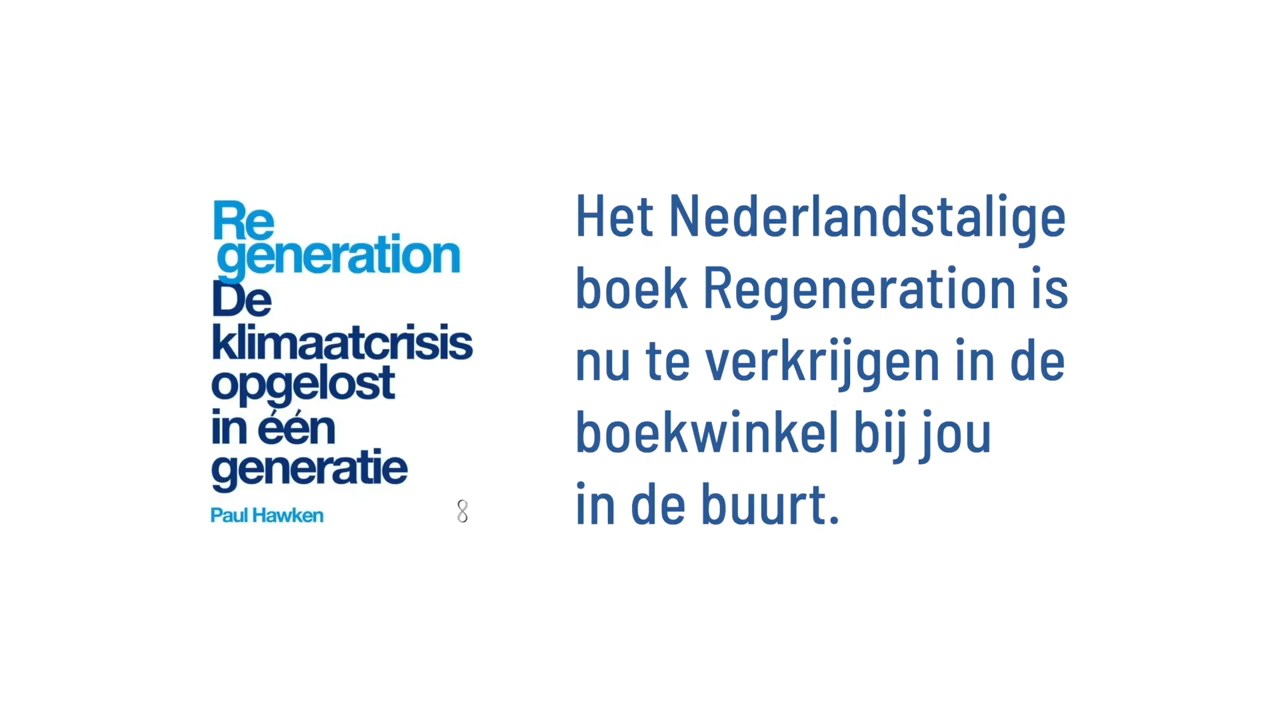 Re
generation
De
klimaatcrisis
opgelost
in één
generatie
Paul Hawken
Het Nederlandstalige
boek Regeneration is
nu te verkrijgen in de
boekwinkel bij jou
in de buurt.